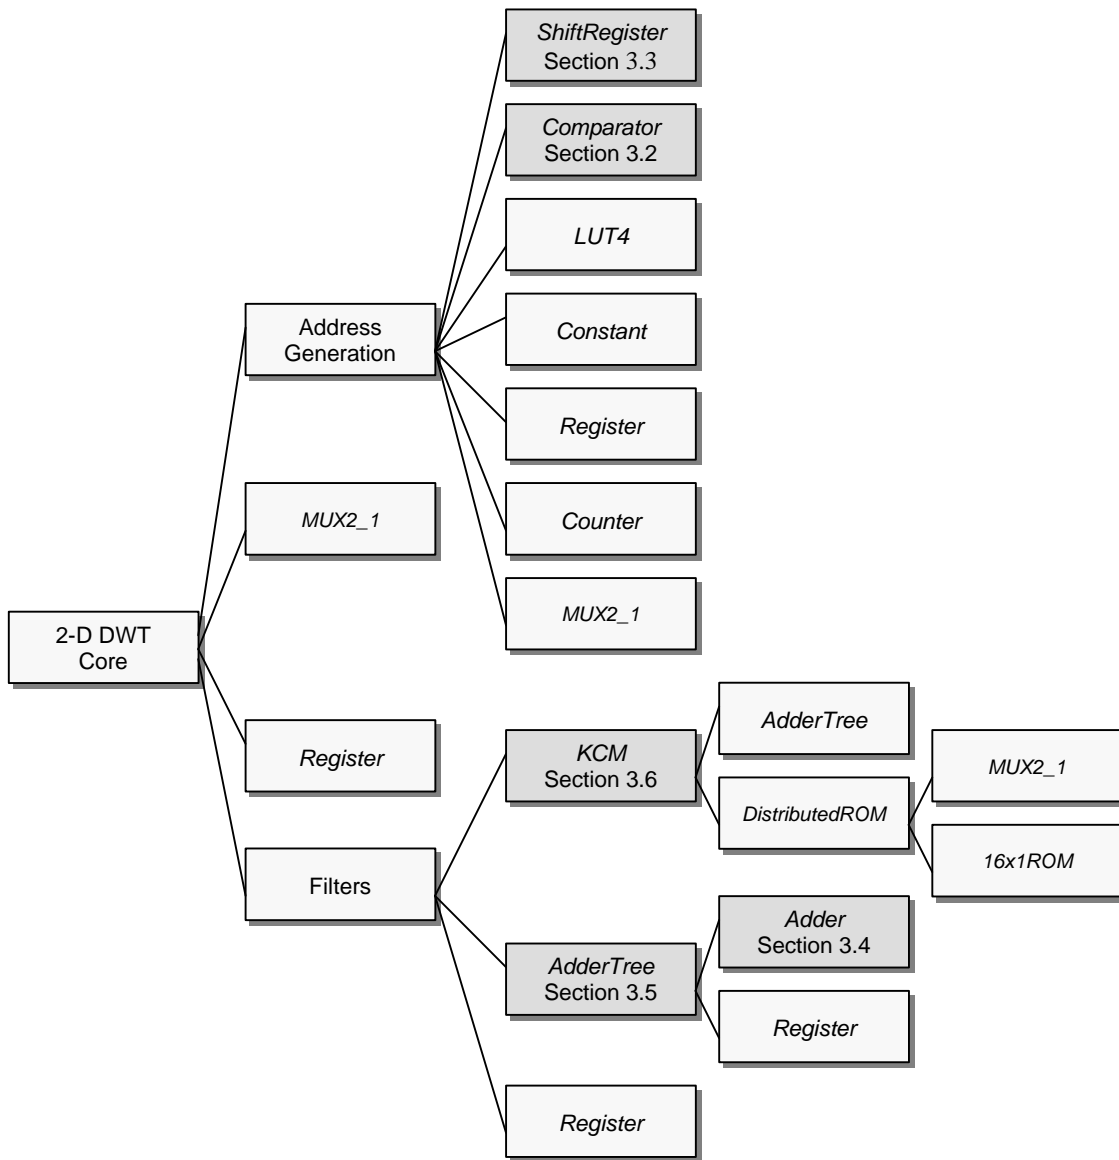 ShiftRegister
Section 3.3
Comparator
Section 3.2
LUT4
Address
Generation
Constant
Register
MUX2_1
Counter
MUX2_1
2-D DWT
Core
AdderTree
Register
KCM
Section 3.6
MUX2_1
DistributedROM
16x1ROM
Filters
Adder
Section 3.4
AdderTree
Section 3.5
Register
Register